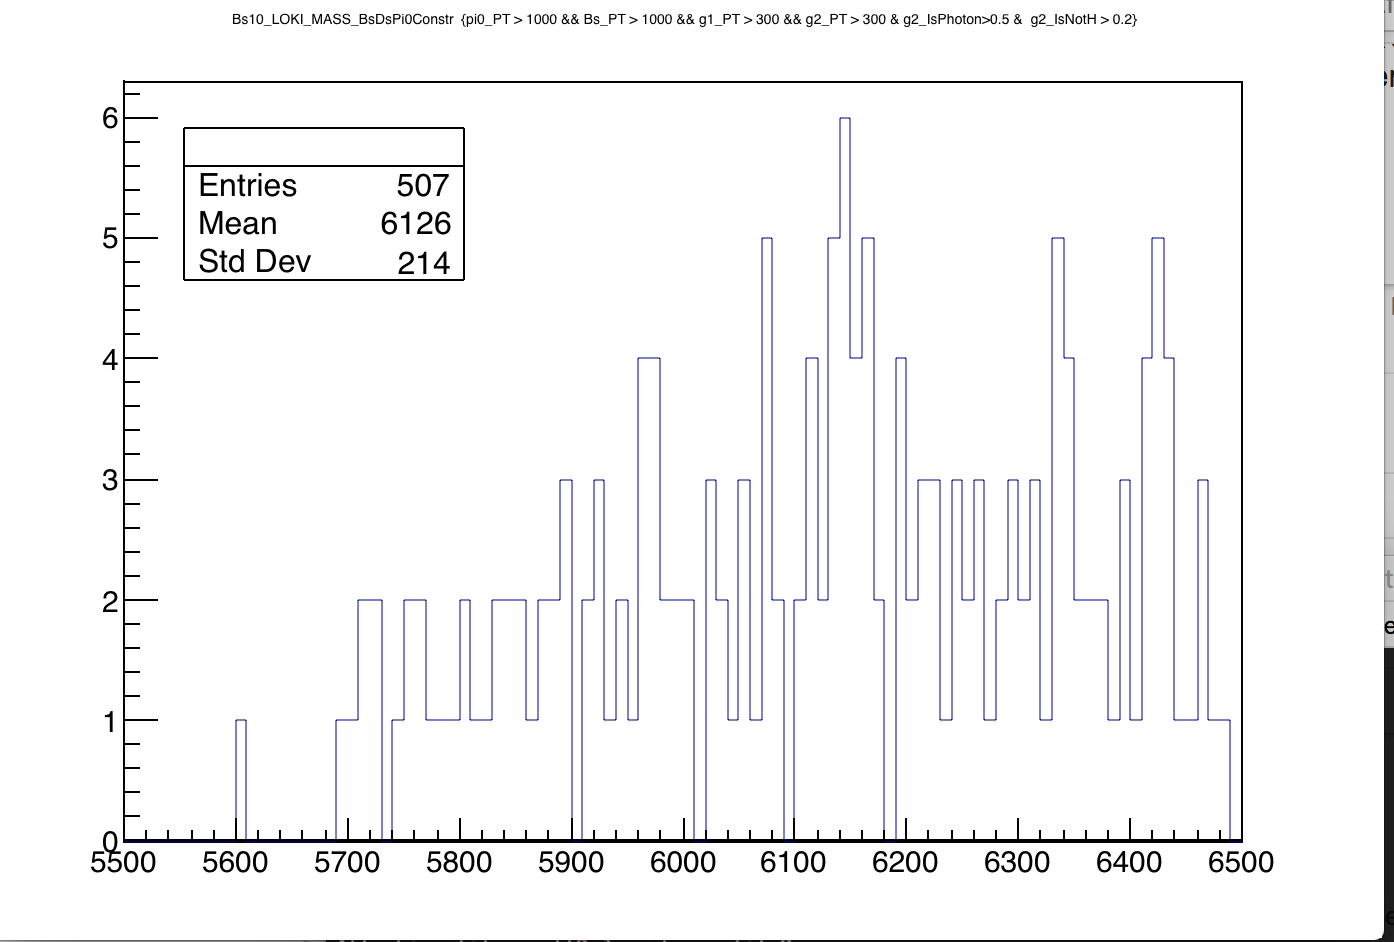 Bs10_LOKI_MASS_BsDsPi0Constr {pi0_PT > 1000 && Bs_PT > 1000 && g1_PT > 300 && g2_PT > 300 & g2_IsPhoton>0.5 & g2_IsNotH > 0.2}
6
Entries 507
Mean 6126
Std Dev 214
5
4
3
2
1
0
5500 5600 5700 5800 5900 6000 6100 6200 6300 6400 6500